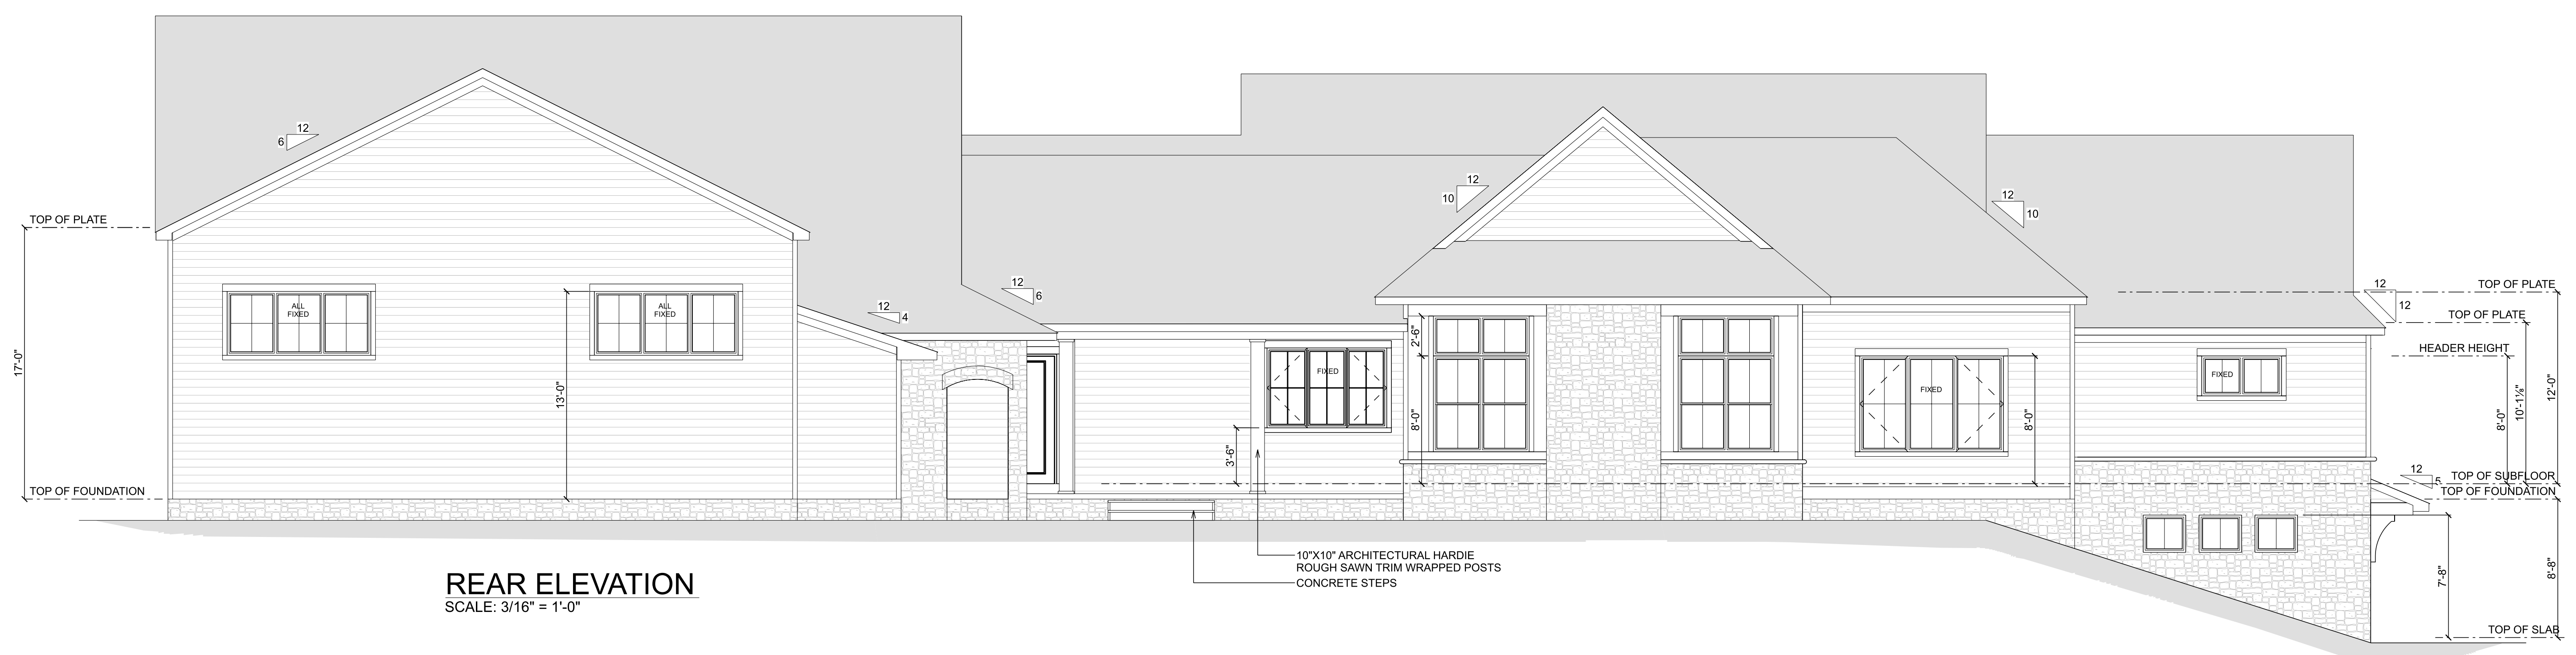 12
6
12
10
12
10
TOP OF PLATE
12
6
12
4
12
12
TOP OF PLATE
TOP OF PLATE
HEADER HEIGHT
ALL
FIXED
ALL
FIXED
FIXED
FIXED
FIXED
17'-0"
13'-0"
3'-6"
2'-6"
8'-0"
8'-0"
8'-0"
10'-1⅛"
12'-0"
12
5
TOP OF SUBFLOOR
TOP OF FOUNDATION
TOP OF FOUNDATION
7'-8"
8'-8"
TOP OF SLAB
10"X10" ARCHITECTURAL HARDIE
ROUGH SAWN TRIM WRAPPED POSTS
CONCRETE STEPS
REAR ELEVATION
SCALE: 3/16" = 1'-0"